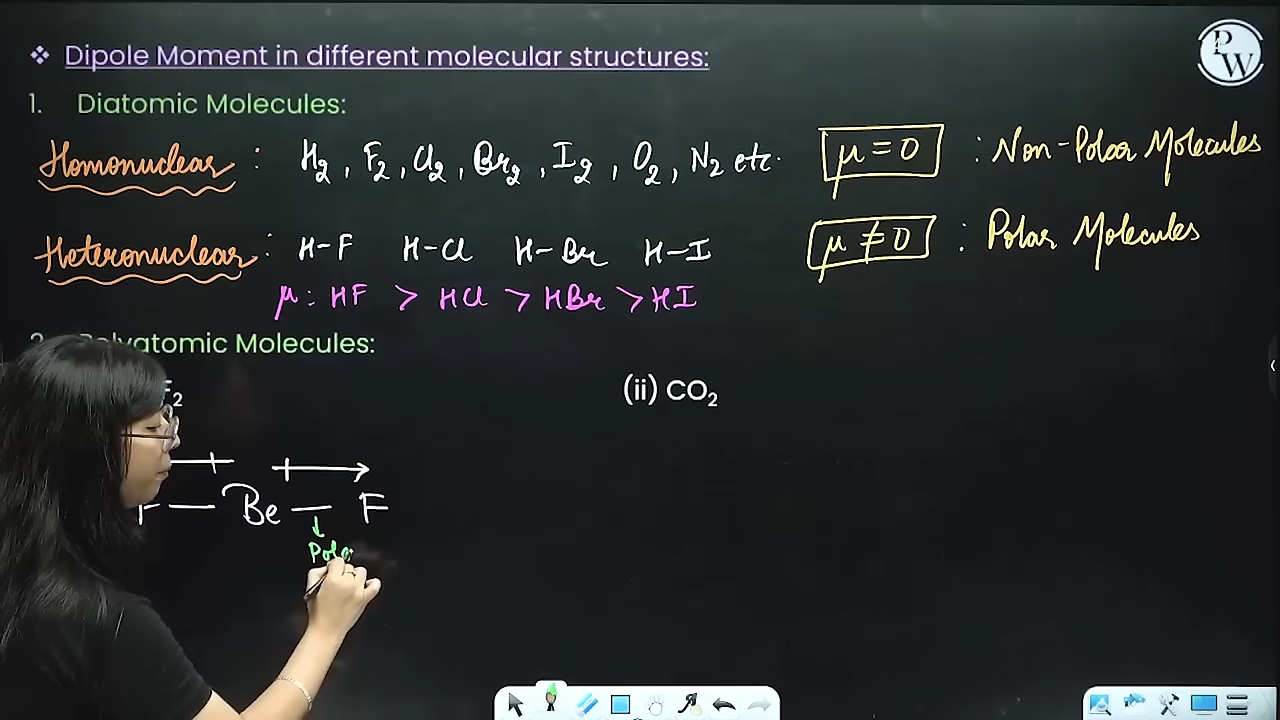 ❖ Dipole Moment in different molecular structures:
PW
1. Diatomic Molecules:
Homonuclear : H₂, F₂, Cl₂, Br₂, I₂, O₂, N₂ etc. μ = 0 : Non-Polar Molecules
Heteronuclear : H-F H-Cl H-Br H-I μ ≠ 0 : Polar Molecules
μ : HF > HCl > HBr > HI
Molecules:
(ii) CO₂
Be — F